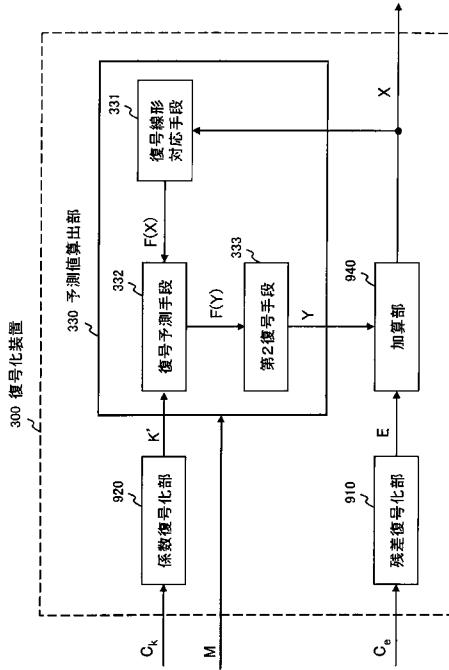 300 復号化装置
330 予測値算出部
331
復号線形
対応手段
F(X)
332
復号予測手段
F(Y)
333
第2復号手段
Y
920
係数復号化部
K'
C_k
M
910
残差復号化部
E
C_e
940
加算部
X